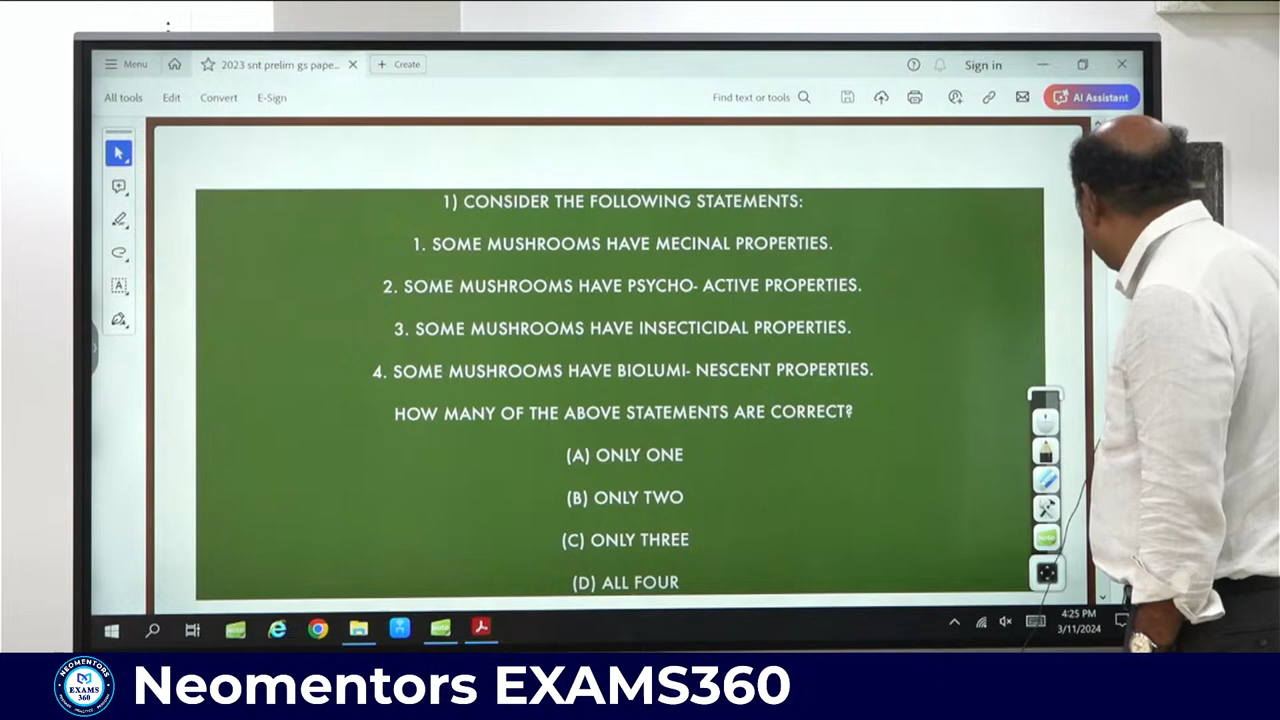 Menu
2023 snt prelim gs pape...
+ Create
Sign in
All tools
Edit
Convert
E-Sign
Find text or tools
AI Assistant
1) CONSIDER THE FOLLOWING STATEMENTS:
1. SOME MUSHROOMS HAVE MECINAL PROPERTIES.
2. SOME MUSHROOMS HAVE PSYCHO- ACTIVE PROPERTIES.
3. SOME MUSHROOMS HAVE INSECTICIDAL PROPERTIES.
4. SOME MUSHROOMS HAVE BIOLUMI- NESCENT PROPERTIES.
HOW MANY OF THE ABOVE STATEMENTS ARE CORRECT?
(A) ONLY ONE
(B) ONLY TWO
(C) ONLY THREE
(D) ALL FOUR
4:25 PM
3/11/2024
NEOMENTORS
EXAMS
360
Neomentors EXAMS360